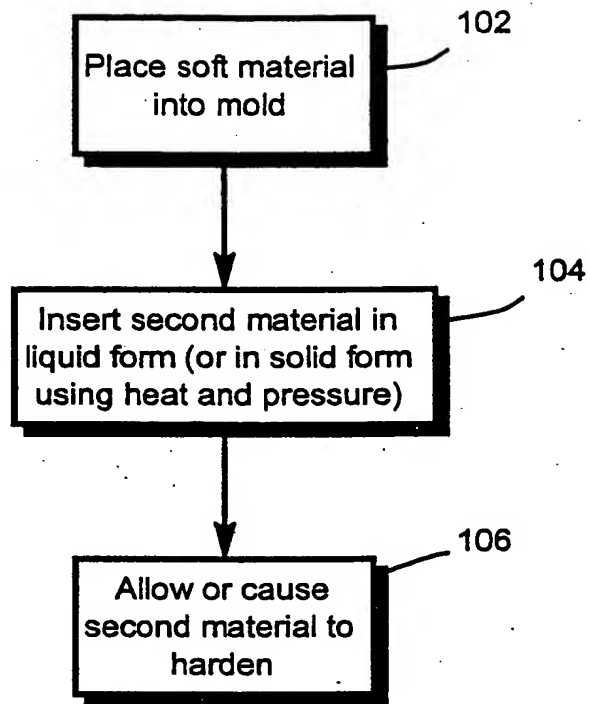 102
Place soft material
into mold
104
Insert second material in
liquid form (or in solid form
using heat and pressure)
106
Allow or cause
second material to
harden